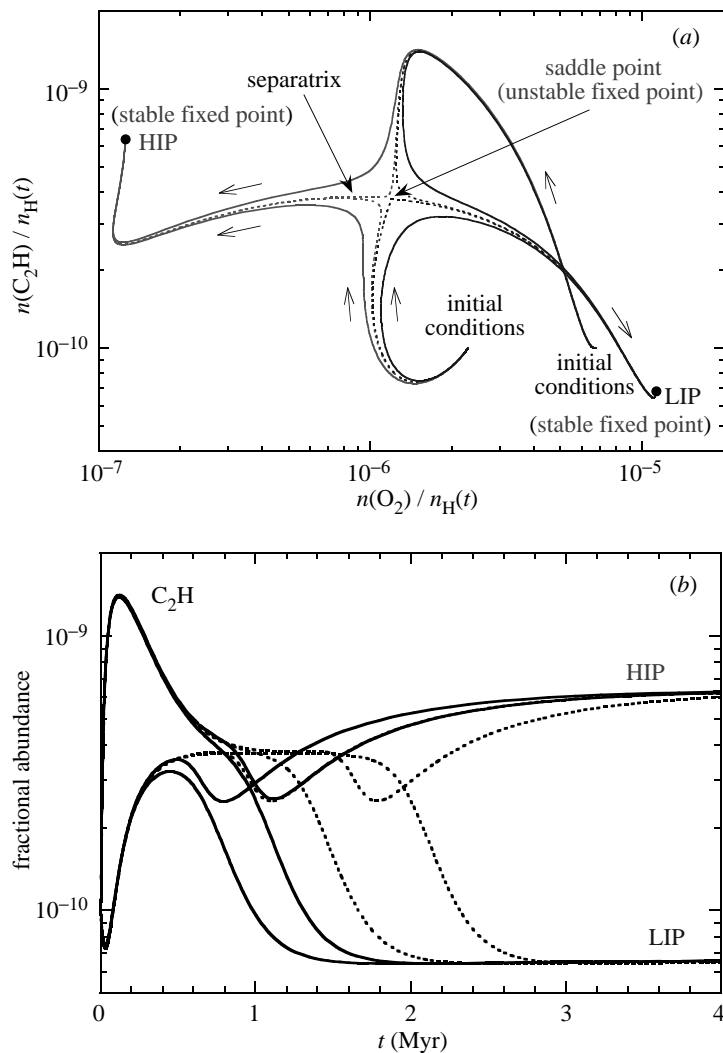 (a)
10⁻⁹
separatrix
saddle point
(unstable fixed point)
(stable fixed point)
HIP
n(C₂H) / n_H(t)
initial
conditions
10⁻¹⁰
initial
conditions
LIP
(stable fixed point)
10⁻⁷
10⁻⁶
10⁻⁵
n(O₂) / n_H(t)
(b)
C₂H
10⁻⁹
HIP
fractional abundance
10⁻¹⁰
LIP
0
1
2
3
4
t (Myr)